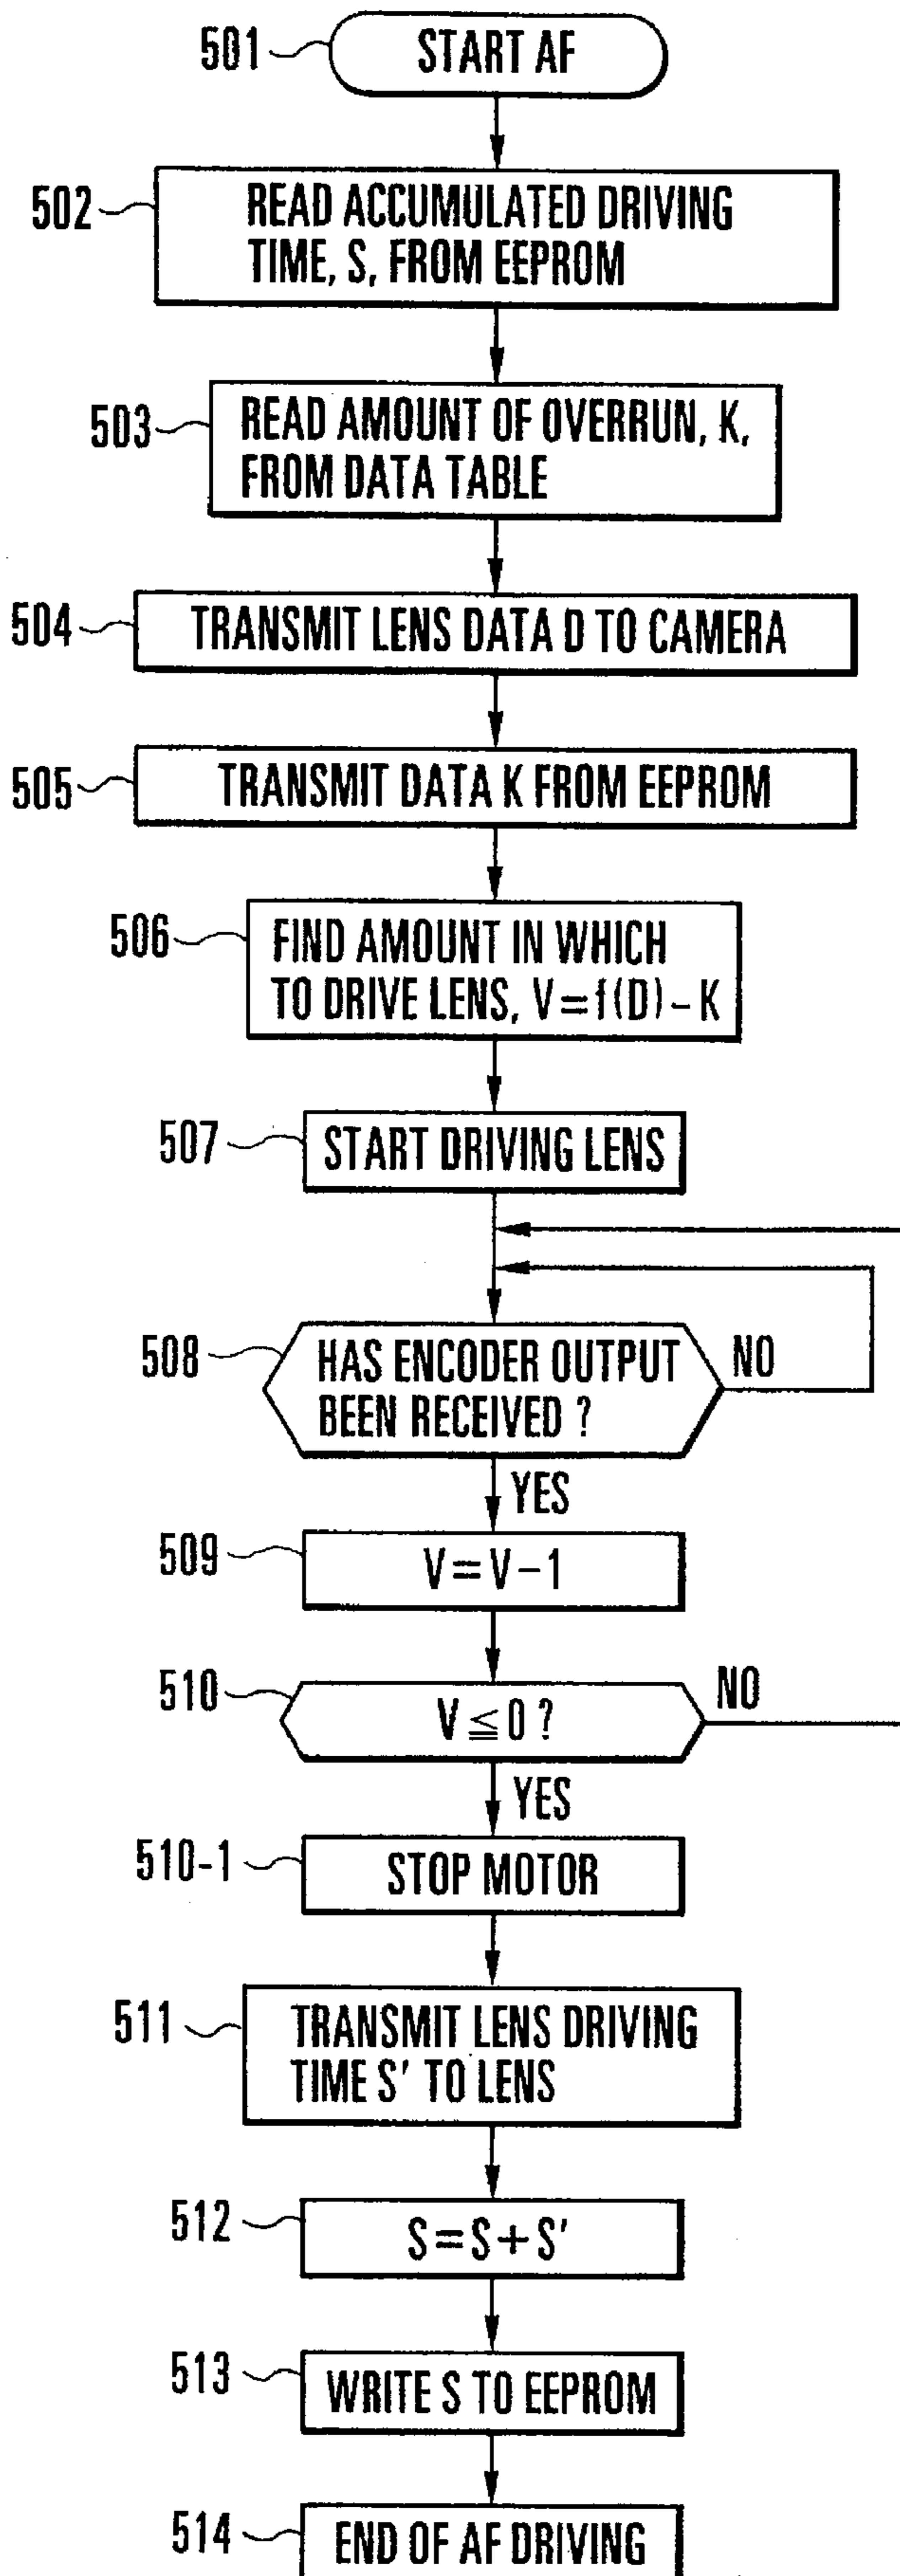 501
START AF
502
READ ACCUMULATED DRIVING
TIME, S, FROM EEPROM
503
READ AMOUNT OF OVERRUN, K,
FROM DATA TABLE
504
TRANSMIT LENS DATA D TO CAMERA
505
TRANSMIT DATA K FROM EEPROM
506
FIND AMOUNT IN WHICH
TO DRIVE LENS, V=f(D)-K
507
START DRIVING LENS
508
HAS ENCODER OUTPUT
BEEN RECEIVED ?
NO
YES
509
V=V-1
510
V≦0 ?
NO
YES
510-1
STOP MOTOR
511
TRANSMIT LENS DRIVING
TIME S' TO LENS
512
S=S+S'
513
WRITE S TO EEPROM
514
END OF AF DRIVING